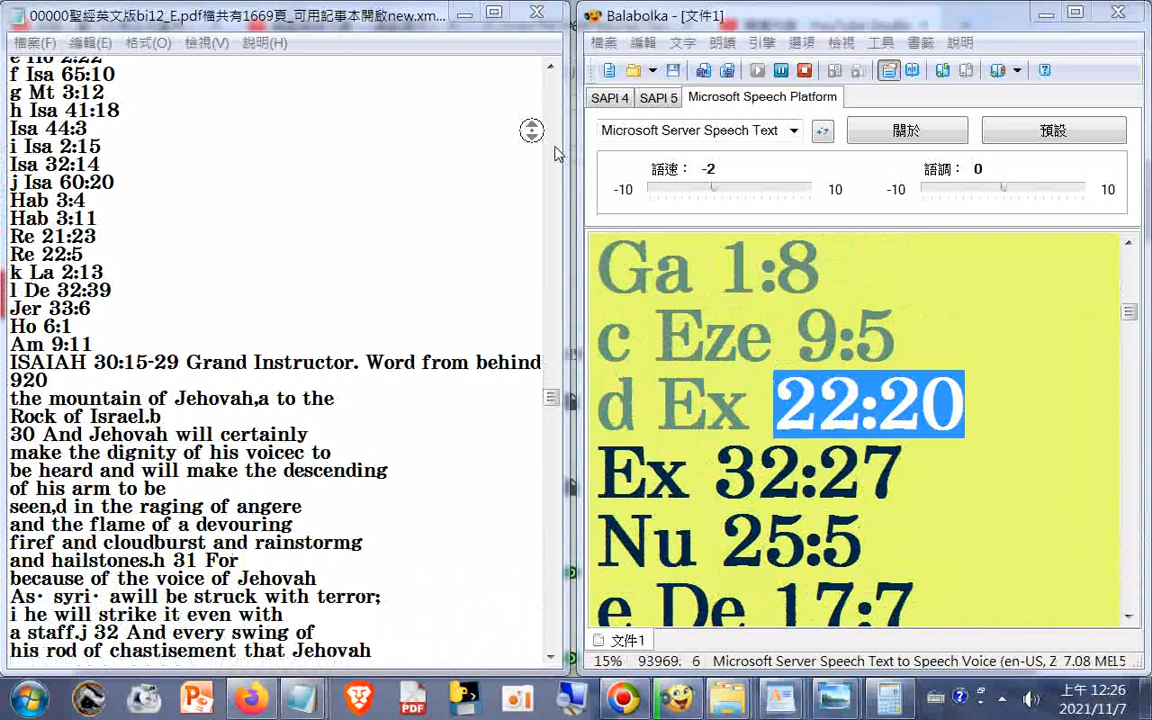 00000聖經英文版bi12_E.pdf檔共有1669頁_可用記事本開啟new.xm...
檔案(F) 編輯(E) 格式(O) 檢視(V) 說明(H)
e Ho 2:22
f Isa 65:10
g Mt 3:12
h Isa 41:18
Isa 44:3
i Isa 2:15
Isa 32:14
j Isa 60:20
Hab 3:4
Hab 3:11
Re 21:23
Re 22:5
k La 2:13
l De 32:39
Jer 33:6
Ho 6:1
Am 9:11
ISAIAH 30:15-29 Grand Instructor. Word from behind
920
the mountain of Jehovah,a to the
Rock of Israel.b
30 And Jehovah will certainly
make the dignity of his voicec to
be heard and will make the descending
of his arm to be
seen,d in the raging of angere
and the flame of a devouring
firef and cloudburst and rainstormg
and hailstones.h 31 For
because of the voice of Jehovah
As· syri· awill be struck with terror;
i he will strike it even with
a staff.j 32 And every swing of
his rod of chastisement that Jehovah
Balabolka - [文件1]
檔案 編輯 文字 朗讀 引擎 選項 檢視 工具 書籤 說明
SAPI 4 SAPI 5 Microsoft Speech Platform
Microsoft Server Speech Text 關於 預設
語速： -2 語調： 0
-10 10 -10 10
Ga 1:8
c Eze 9:5
d Ex 22:20
Ex 32:27
Nu 25:5
e De 17:7
文件1
15% 93969. 6 Microsoft Server Speech Text to Speech Voice (en-US, Z 7.08 MEL5
PDF
上午 12:26
2021/11/7